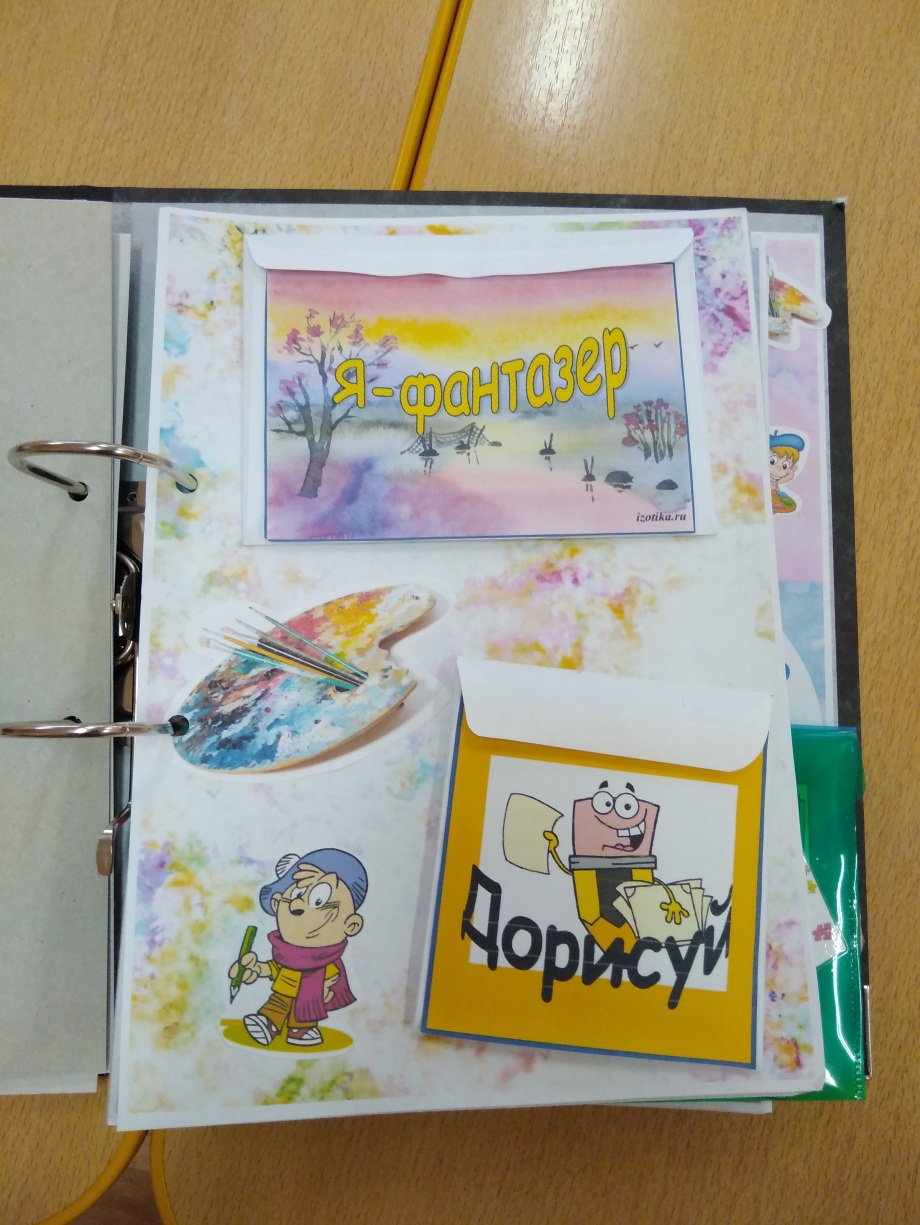 Я-фантазер
izotika.ru
Дорисуй